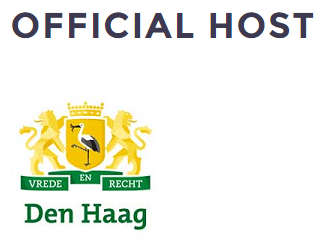 OFFICIAL HOST
VREDE EN RECHT
Den Haag